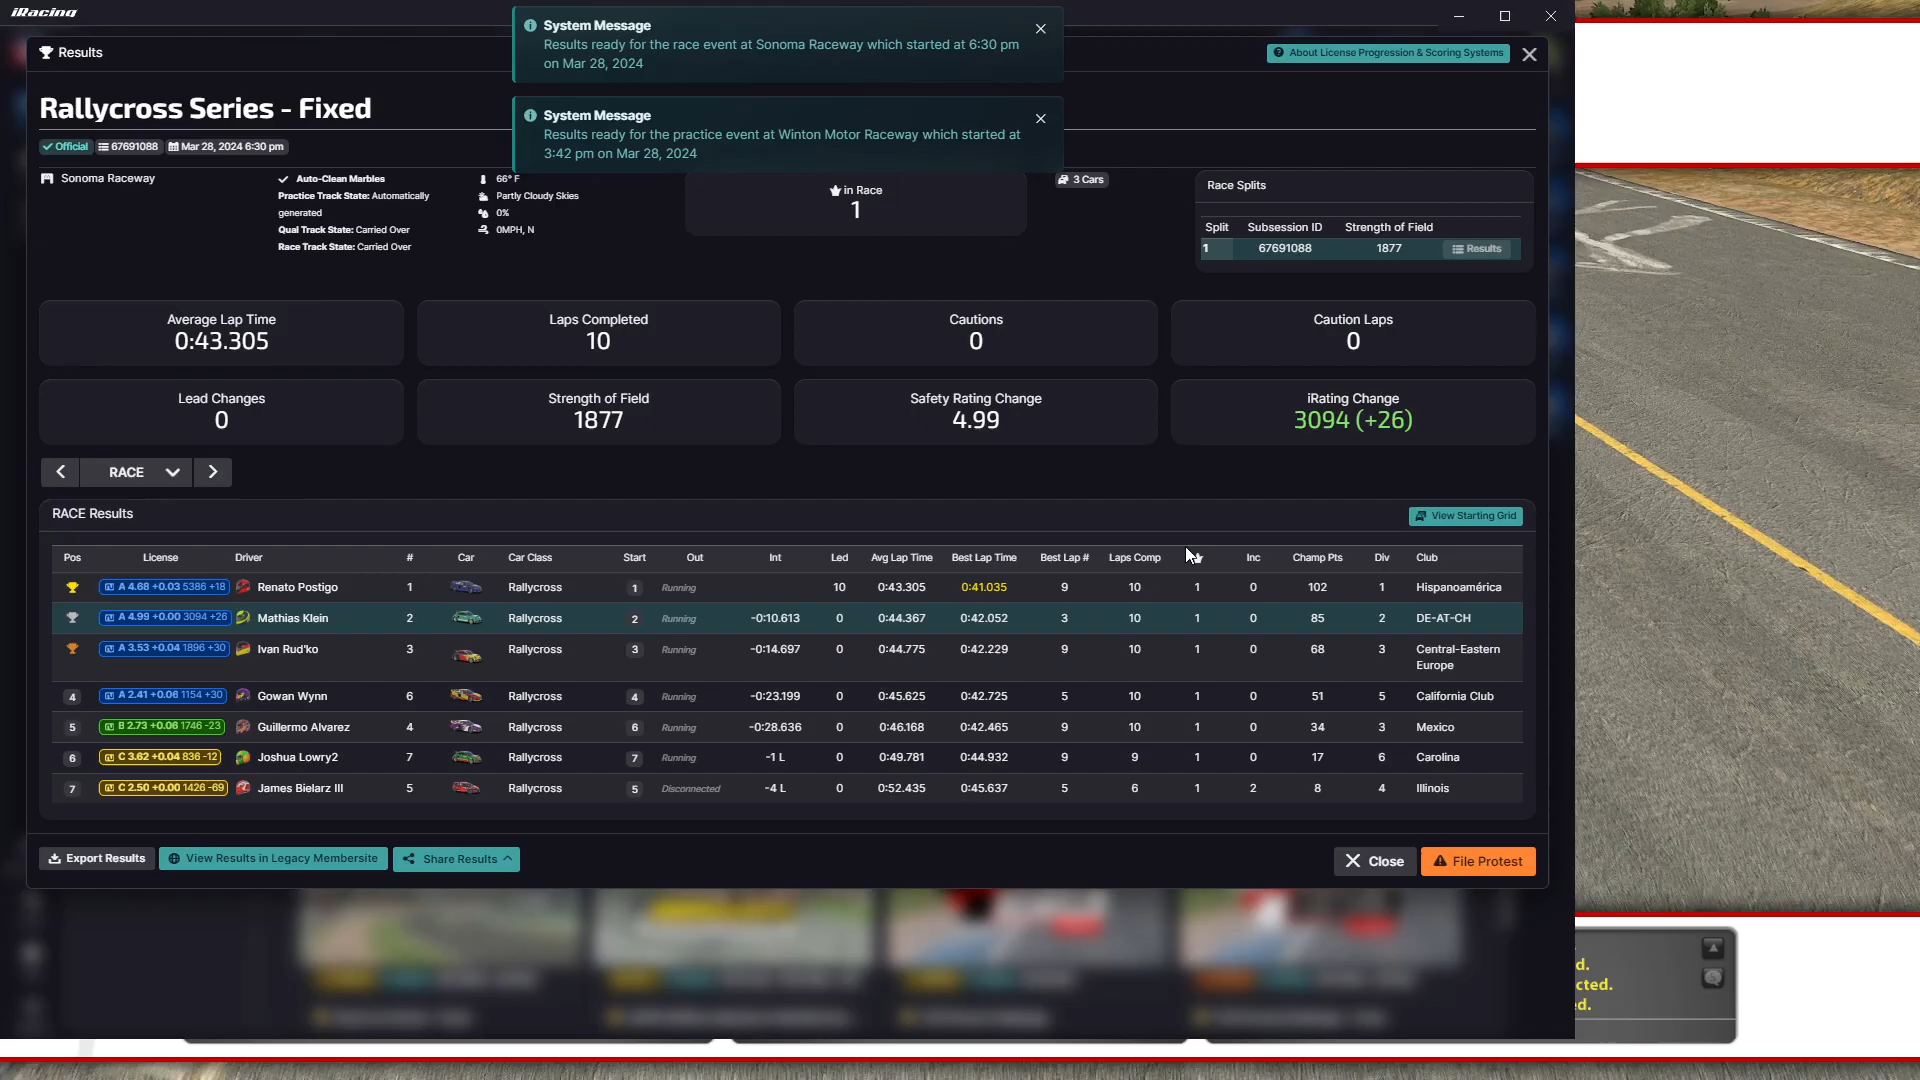 iRacing
System Message
Results ready for the race event at Sonoma Raceway which started at 6:30 pm
on Mar 28, 2024
Results
About License Progression & Scoring Systems
Rallycross Series - Fixed
System Message
Results ready for the practice event at Winton Motor Raceway which started at
3:42 pm on Mar 28, 2024
Official 67691088 Mar 28, 2024 6:30 pm
Sonoma Raceway
Auto-Clean Marbles
Practice Track State: Automatically
generated
Qual Track State: Carried Over
Race Track State: Carried Over
66° F
Partly Cloudy Skies
0%
0MPH, N
in Race
1
3 Cars
Race Splits
Split Subsession ID Strength of Field
1 67691088 1877 Results
Average Lap Time
0:43.305
Laps Completed
10
Cautions
0
Caution Laps
0
Lead Changes
0
Strength of Field
1877
Safety Rating Change
4.99
iRating Change
3094 (+26)
RACE
RACE Results
View Starting Grid
Pos License Driver # Car Car Class Start Out Int Led Avg Lap Time Best Lap Time Best Lap # Laps Comp Inc Champ Pts Div Club
A 4.68 +0.03 5386 +18 Renato Postigo 1 Rallycross 1 Running 10 0:43.305 0:41.035 9 10 1 0 102 1 Hispanoamérica
A 4.99 +0.00 3094 +26 Mathias Klein 2 Rallycross 2 Running -0:10.613 0 0:44.367 0:42.052 3 10 1 0 85 2 DE-AT-CH
A 3.53 +0.04 1896 +30 Ivan Rud'ko 3 Rallycross 3 Running -0:14.697 0 0:44.775 0:42.229 9 10 1 0 68 3 Central-Eastern
Europe
4 A 2.41 +0.06 1154 +30 Gowan Wynn 6 Rallycross 4 Running -0:23.199 0 0:45.625 0:42.725 5 10 1 0 51 5 California Club
5 B 2.73 +0.06 1746 -23 Guillermo Alvarez 4 Rallycross 6 Running -0:28.636 0 0:46.168 0:42.465 9 10 1 0 34 3 Mexico
6 C 3.62 +0.04 836 -12 Joshua Lowry2 7 Rallycross 7 Running -1 L 0 0:49.781 0:44.932 9 9 1 0 17 6 Carolina
7 C 2.50 +0.00 1426 -69 James Bielarz III 5 Rallycross 5 Disconnected -4 L 0 0:52.435 0:45.637 5 6 1 2 8 4 Illinois
Export Results View Results in Legacy Membersite Share Results
Close File Protest
d.
cted.
ed.